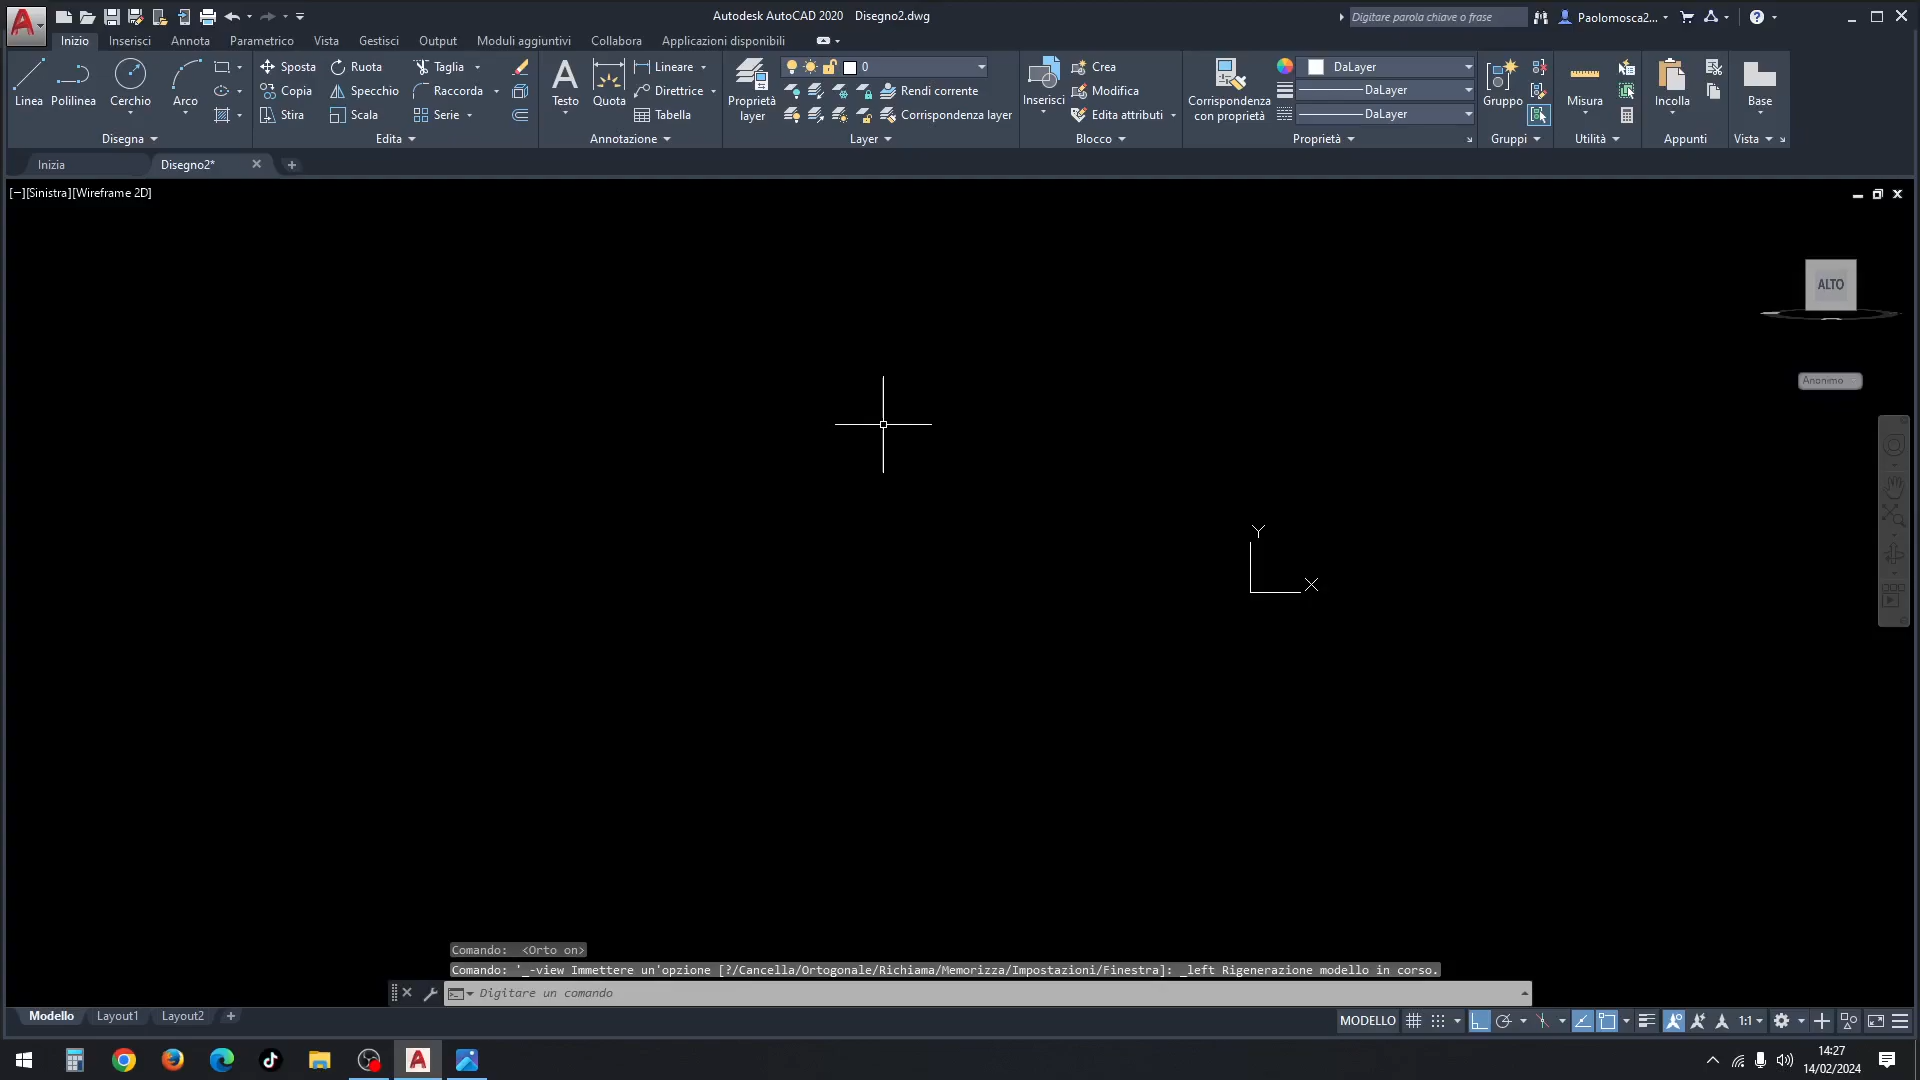 Autodesk AutoCAD 2020 Disegno2.dwg
Digitare parola chiave o frase
Paolomosca2...
Inizio Inserisci Annota Parametrico Vista Gestisci Output Moduli aggiuntivi Collabora Applicazioni disponibili
Linea Polilinea Cerchio Arco
Sposta Ruota Taglia
Copia Specchio Raccorda
Stira Scala Serie
Testo Quota
Lineare
Direttrice
Tabella
Proprietà layer
0
Rendi corrente
Corrispondenza layer
Inserisci
Crea
Modifica
Edita attributi
Corrispondenza con proprietà
DaLayer
DaLayer
DaLayer
Gruppo
Misura
Incolla
Base
Disegna Edita Annotazione Layer Blocco Proprietà Gruppi Utilità Appunti Vista
Inizia Disegno2*
[−][Sinistra][Wireframe 2D]
ALTO
Anonimo
Y
X
Comando: <Orto on>
Comando: '_-view Immettere un'opzione [?/Cancella/Ortogonale/Richiama/Memorizza/Impostazioni/Finestra]: _left Rigenerazione modello in corso.
Digitare un comando
Modello Layout1 Layout2 +
MODELLO 1:1
14:27
14/02/2024